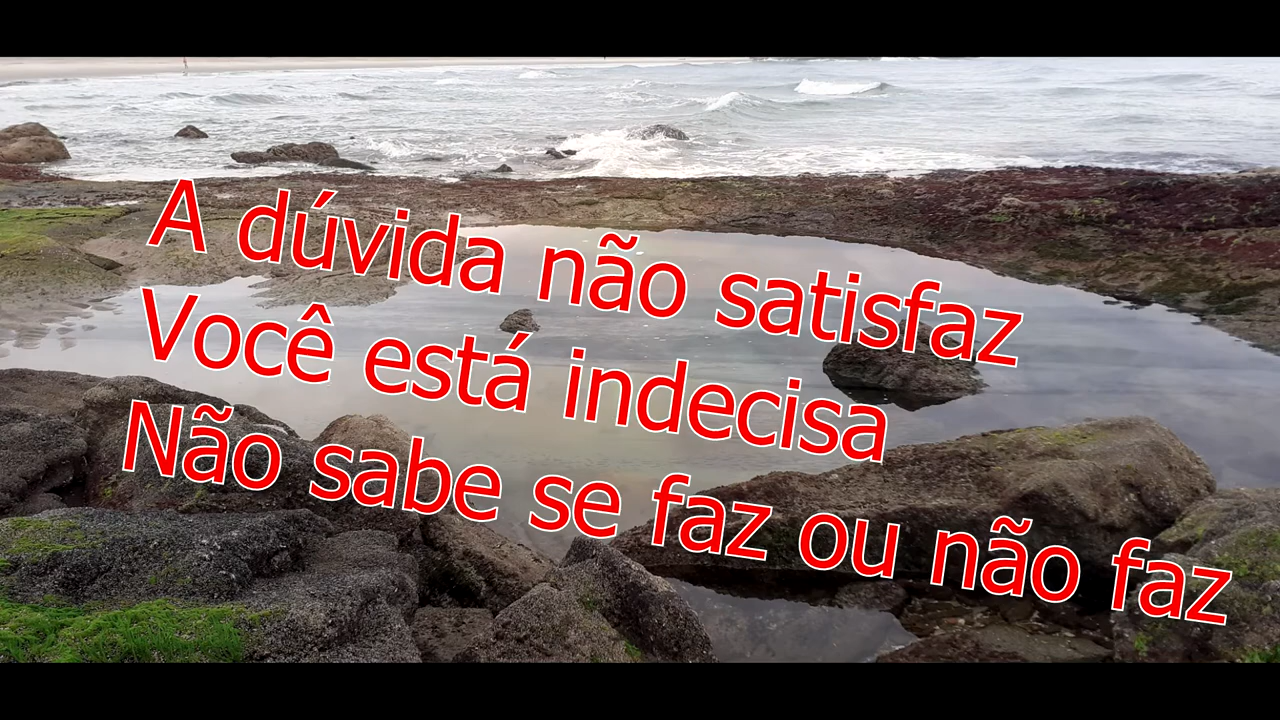 A dúvida não satisfaz
Você está indecisa
Não sabe se faz ou não faz